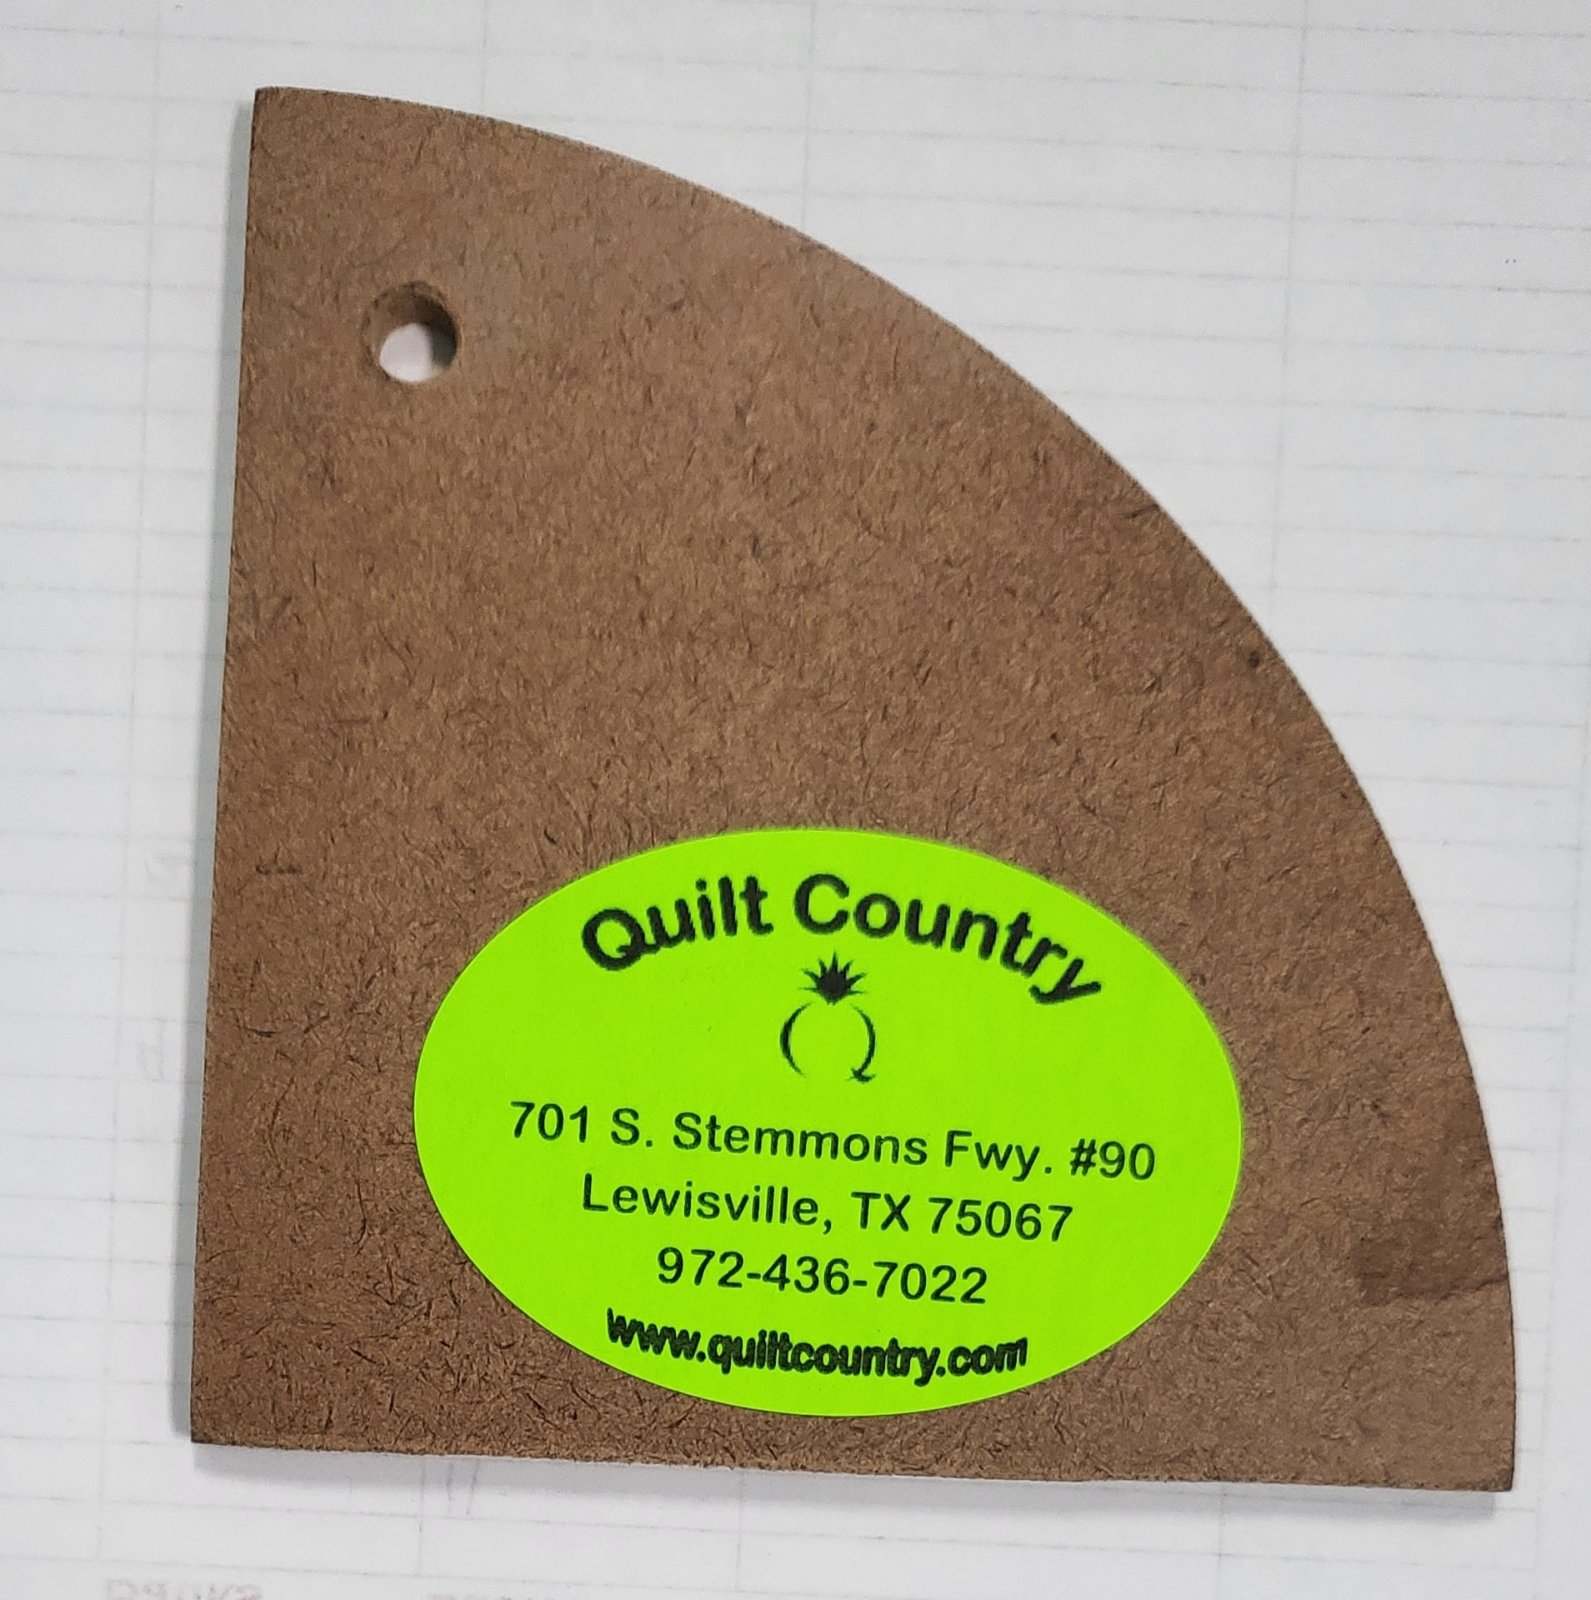 Quilt Country
701 S. Stemmons Fwy. #90
Lewisville, TX 75067
972-436-7022
www.quiltcountry.com